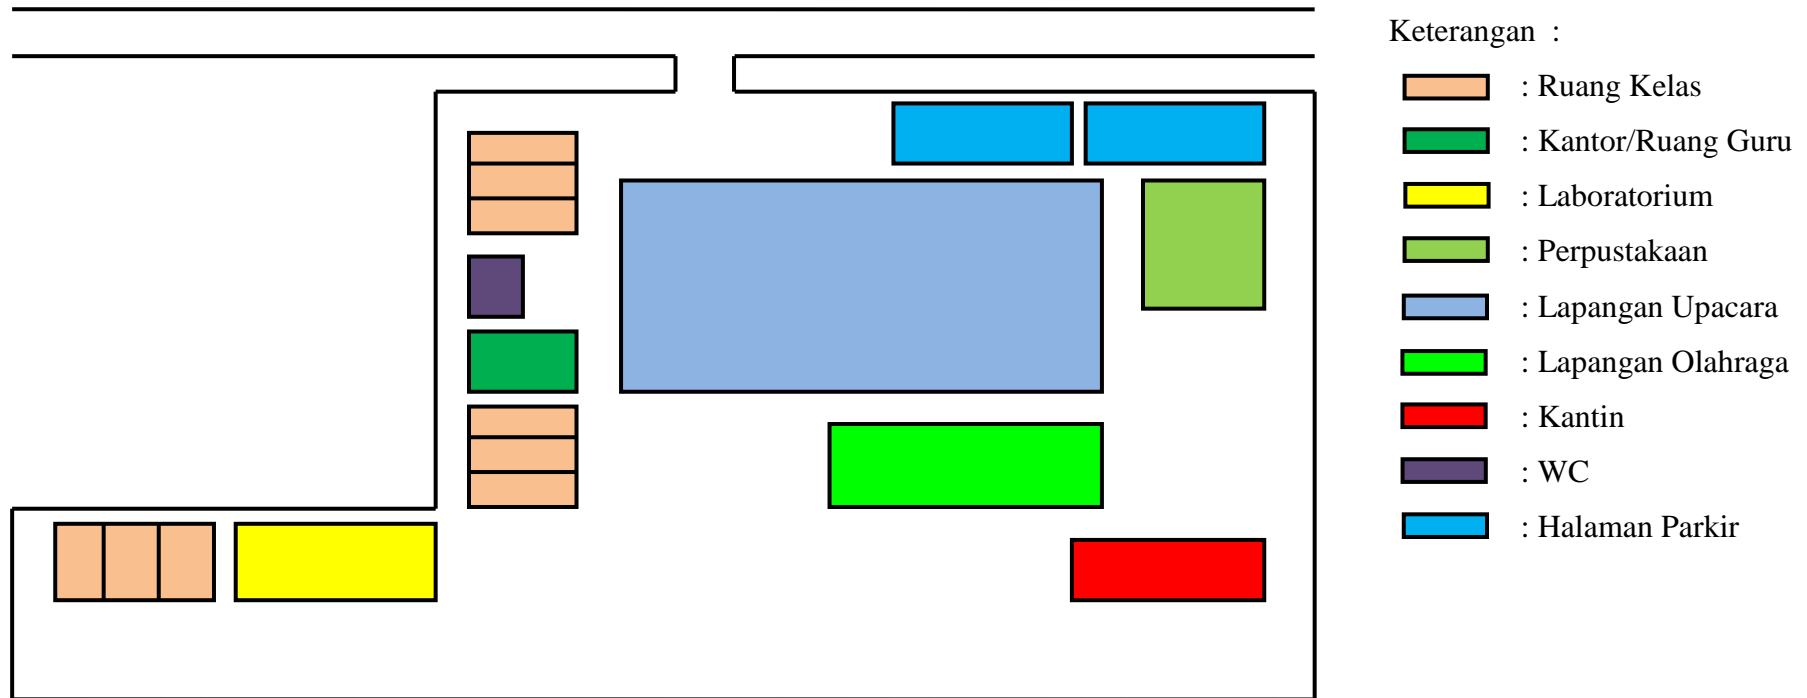 Keterangan :
: Ruang Kelas
: Kantor/Ruang Guru
: Laboratorium
: Perpustakaan
: Lapangan Upacara
: Lapangan Olahraga
: Kantin
: WC
: Halaman Parkir